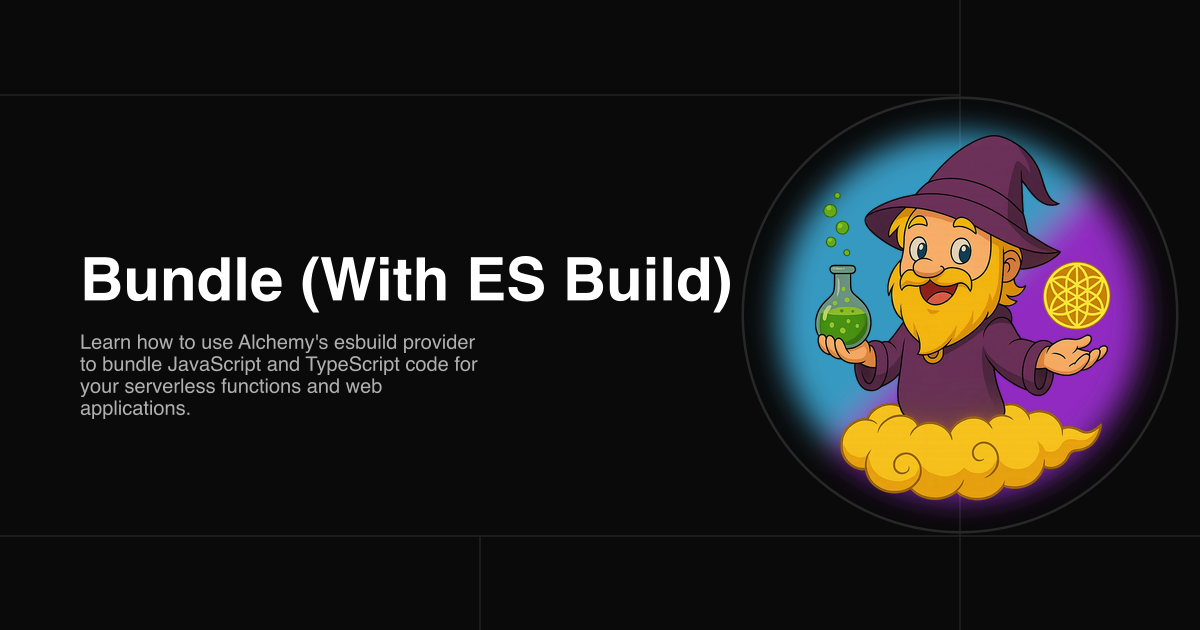 Bundle (With ES Build)
Learn how to use Alchemy's esbuild provider
to bundle JavaScript and TypeScript code for
your serverless functions and web
applications.